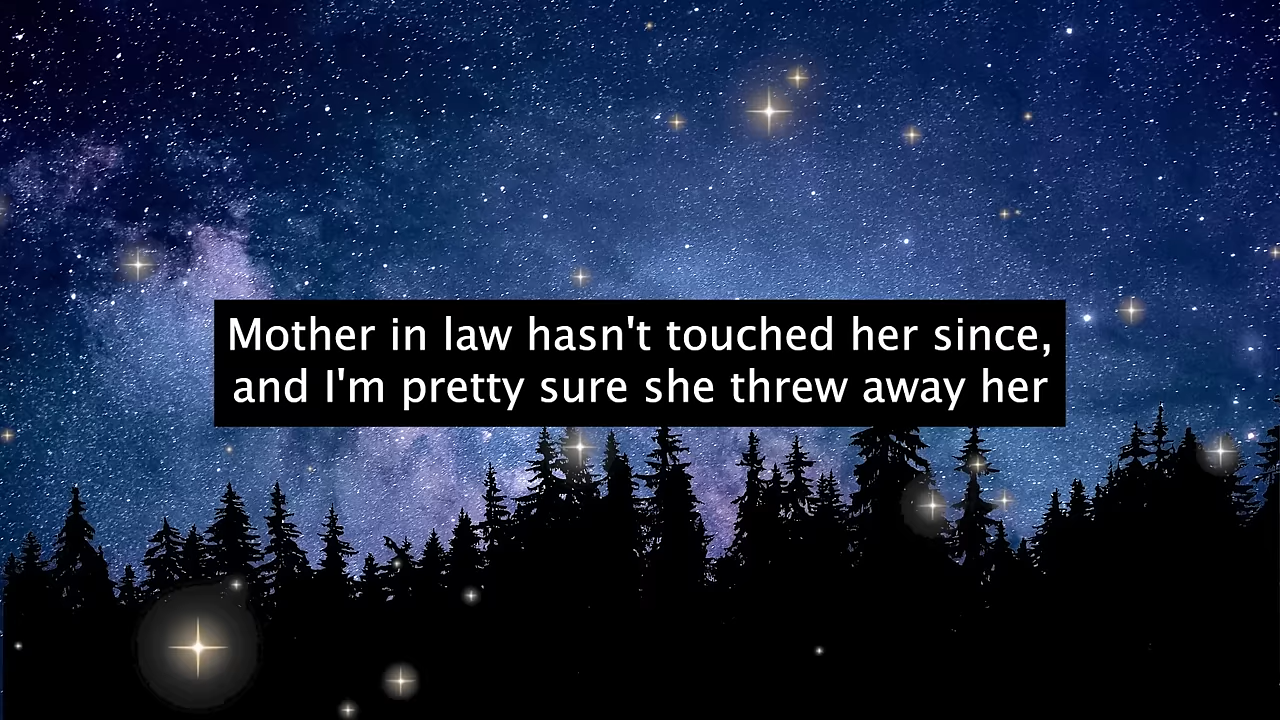 Mother in law hasn't touched her since,
and I'm pretty sure she threw away her